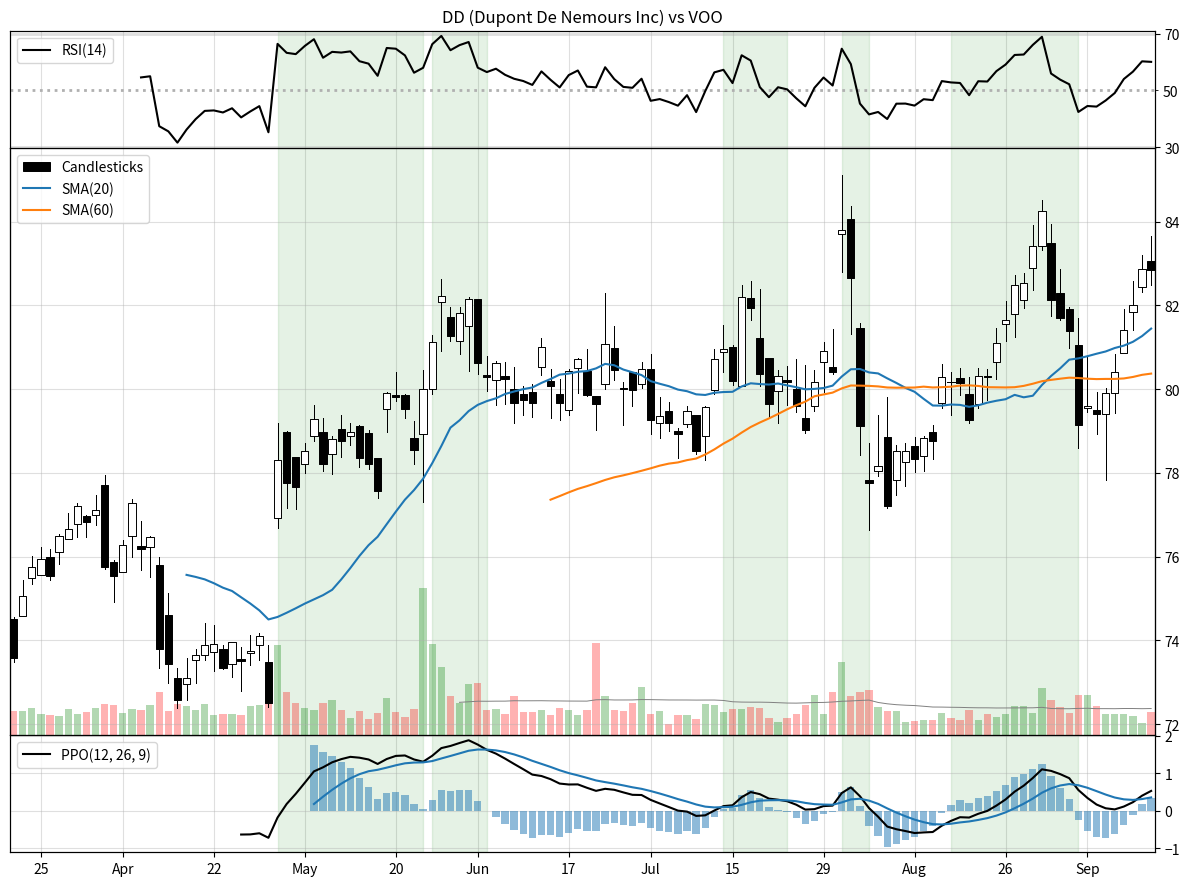 DD (Dupont De Nemours Inc) vs VOO
RSI(14)
70
50
30
Candlesticks
SMA(20)
SMA(60)
84
82
80
78
76
74
72
PPO(12, 26, 9)
2
1
0
−1
25 Apr 22 May 20 Jun 17 Jul 15 29 Aug 26 Sep